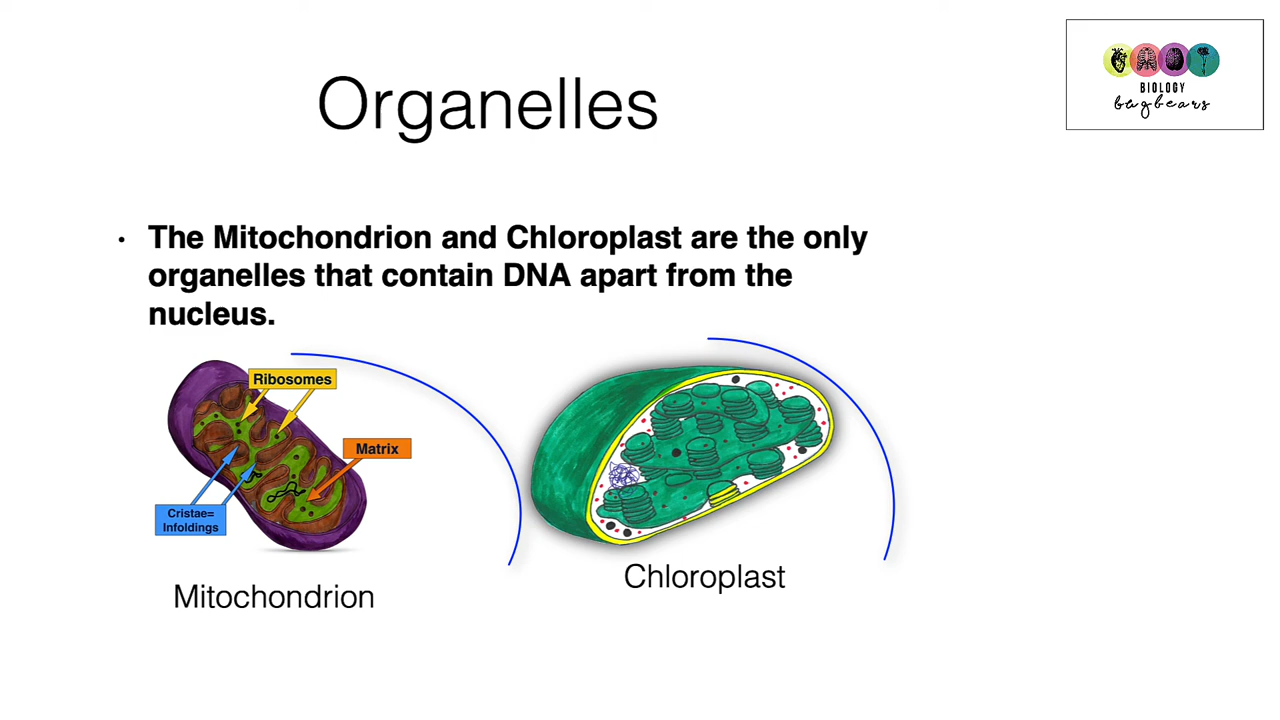 BIOLOGY
bugbears
Organelles
• The Mitochondrion and Chloroplast are the only
organelles that contain DNA apart from the
nucleus.
Ribosomes
Matrix
Cristae=
Infoldings
Mitochondrion
Chloroplast